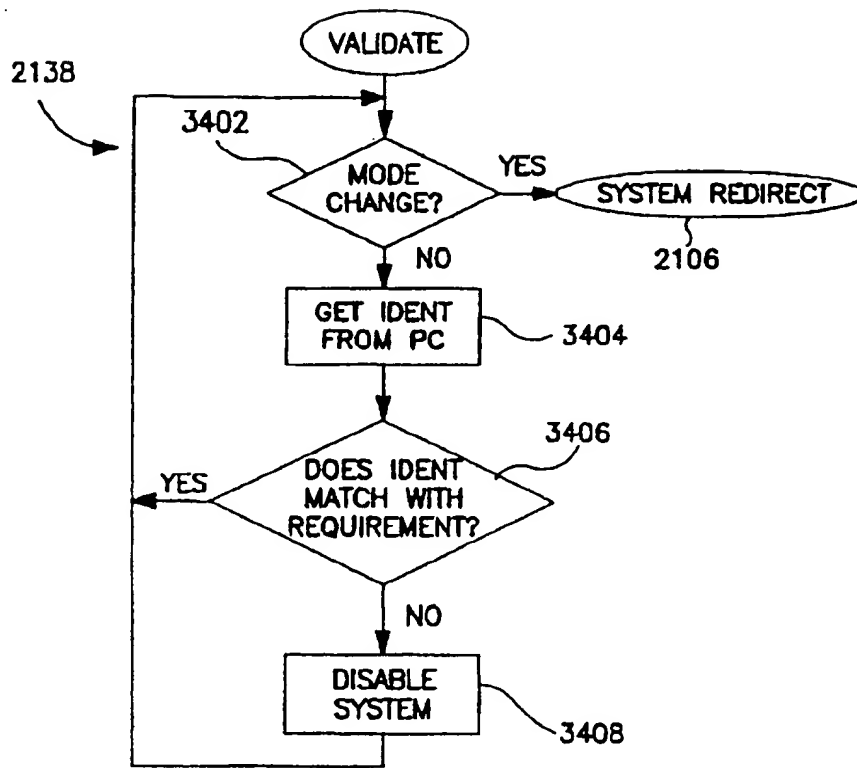 VALIDATE
2138
3402
MODE
CHANGE?
YES
SYSTEM REDIRECT
2106
NO
GET IDENT
FROM PC
3404
3406
DOES IDENT
MATCH WITH
REQUIREMENT?
YES
NO
DISABLE
SYSTEM
3408